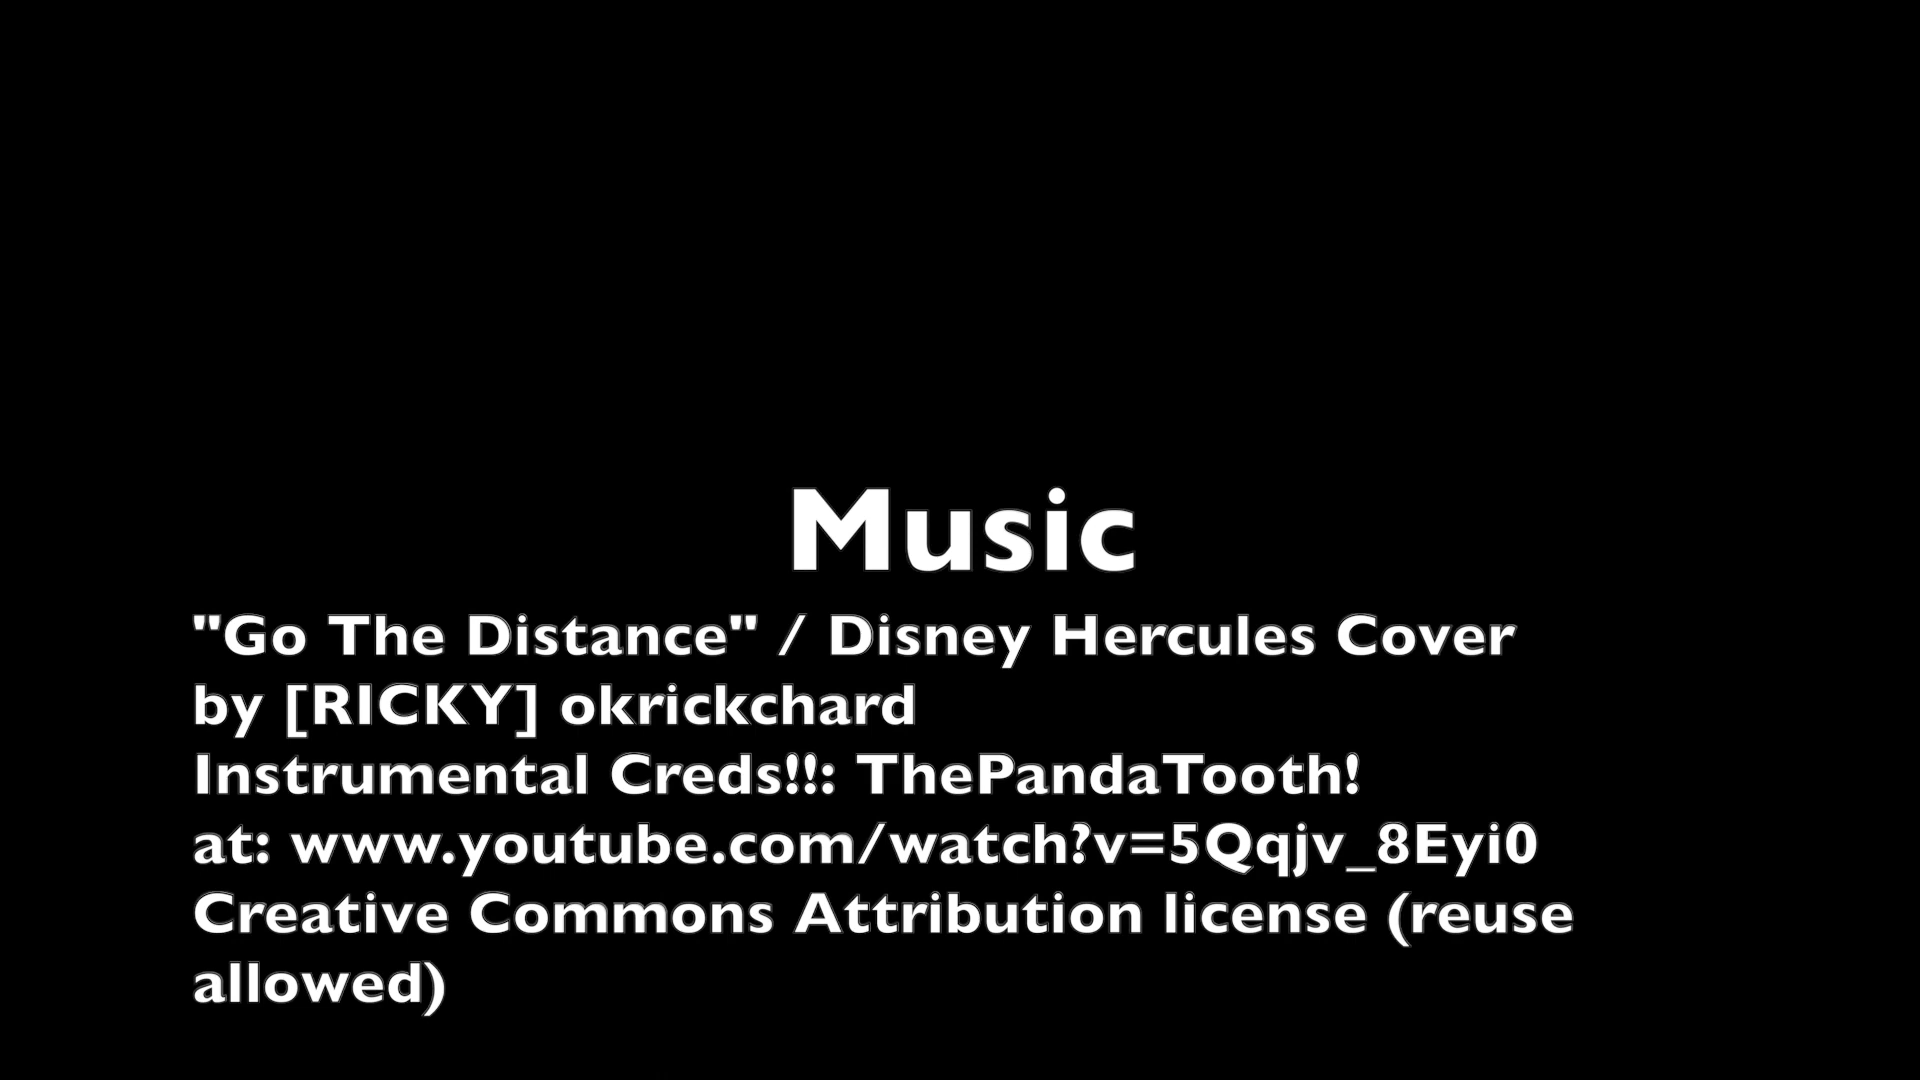 Music
"Go The Distance" / Disney Hercules Cover
by [RICKY] okrickchard
Instrumental Creds!!: ThePandaTooth!
at: www.youtube.com/watch?v=5Qqjv_8Eyi0
Creative Commons Attribution license (reuse
allowed)